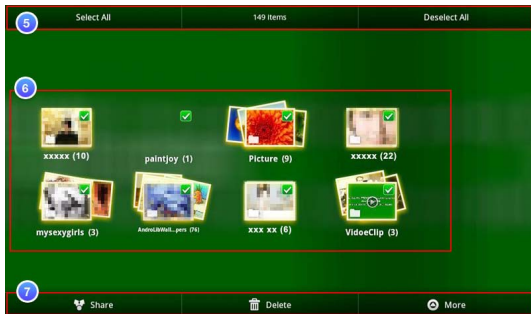 5
Select All
149 items
Deselect All
6
xxxxx (10)
paintjoy (1)
Picture (9)
xxxxx (22)
mysexygirls (3)
AndroLibWall...pers (76)
xxx xx (6)
VidoeClip (3)
7
Share
Delete
More